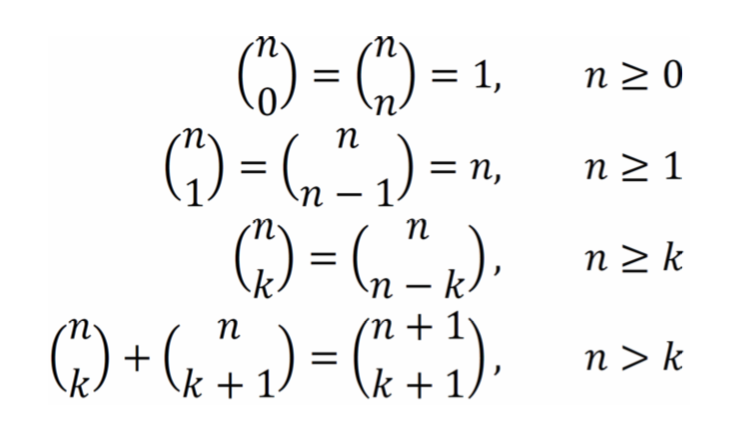 (n 0) = (n n) = 1, n ≥ 0
(n 1) = (n n − 1) = n, n ≥ 1
(n k) = (n n − k), n ≥ k
(n k) + (n k + 1) = (n + 1 k + 1), n > k